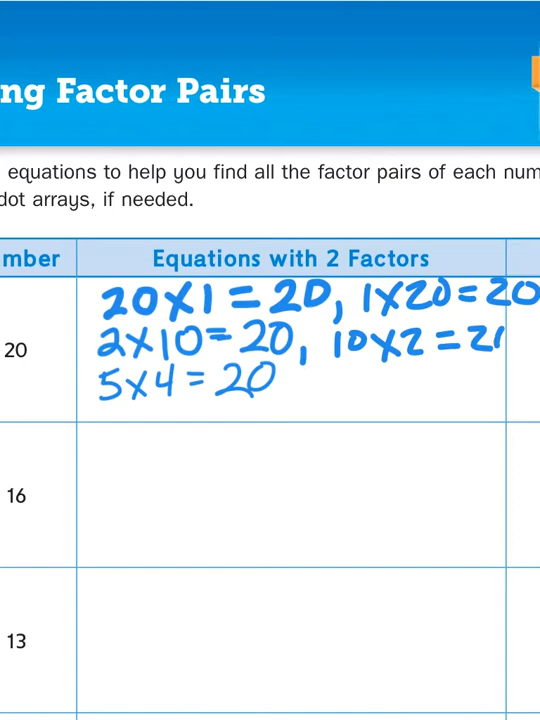 ng Factor Pairs
equations to help you find all the factor pairs of each num
dot arrays, if needed.
mber Equations with 2 Factors
20X1=20, 1X20=20
2X10=20, 10X2=20
20
5X4=20
16
13